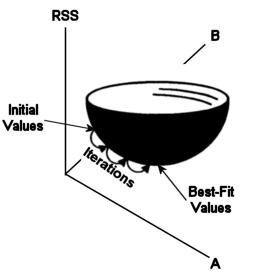 RSS
B
Initial
Values
Iterations
Best-Fit
Values
A